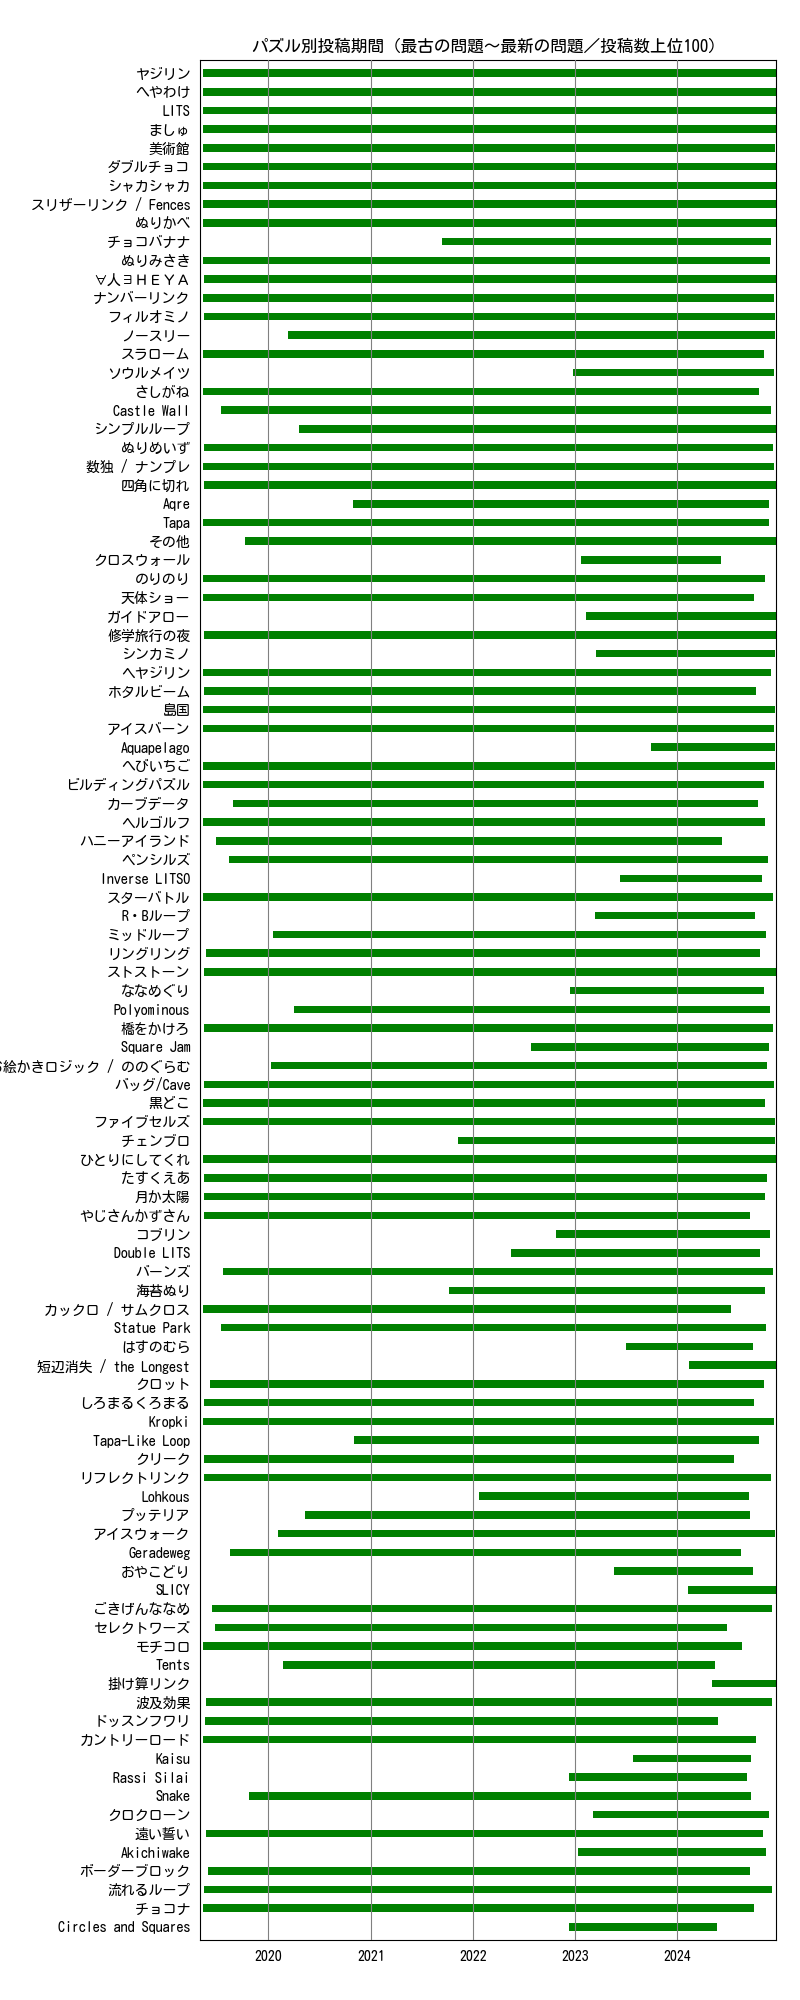 パズル別投稿期間（最古の問題～最新の問題／投稿数上位100）
ヤジリン
へやわけ
LITS
ましゅ
美術館
ダブルチョコ
シャカシャカ
スリザーリンク / Fences
ぬりかべ
チョコバナナ
ぬりみさき
∀人∃ＨＥＹＡ
ナンバーリンク
フィルオミノ
ノースリー
スラローム
ソウルメイツ
さしがね
Castle Wall
シンプルループ
ぬりめいず
数独 / ナンプレ
四角に切れ
Aqre
Tapa
その他
クロスウォール
のりのり
天体ショー
ガイドアロー
修学旅行の夜
シンカミノ
ヘヤジリン
ホタルビーム
島国
アイスバーン
Aquapelago
へびいちご
ビルディングパズル
カーブデータ
ヘルゴルフ
ハニーアイランド
ペンシルズ
Inverse LITSO
スターバトル
R・Bループ
ミッドループ
リングリング
ストストーン
ななめぐり
Polyominous
橋をかけろ
Square Jam
絵かきロジック / ののぐらむ
バッグ/Cave
黒どこ
ファイブセルズ
チェンブロ
ひとりにしてくれ
たすくえあ
月か太陽
やじさんかずさん
コブリン
Double LITS
バーンズ
海苔ぬり
カックロ / サムクロス
Statue Park
はすのむら
短辺消失 / the Longest
クロット
しろまるくろまる
Kropki
Tapa-Like Loop
クリーク
リフレクトリンク
Lohkous
プッテリア
アイスウォーク
Geradeweg
おやこどり
SLICY
ごきげんななめ
セレクトワーズ
モチコロ
Tents
掛け算リンク
波及効果
ドッスンフワリ
カントリーロード
Kaisu
Rassi Silai
Snake
クロクローン
遠い誓い
Akichiwake
ボーダーブロック
流れるループ
チョコナ
Circles and Squares
2020 2021 2022 2023 2024